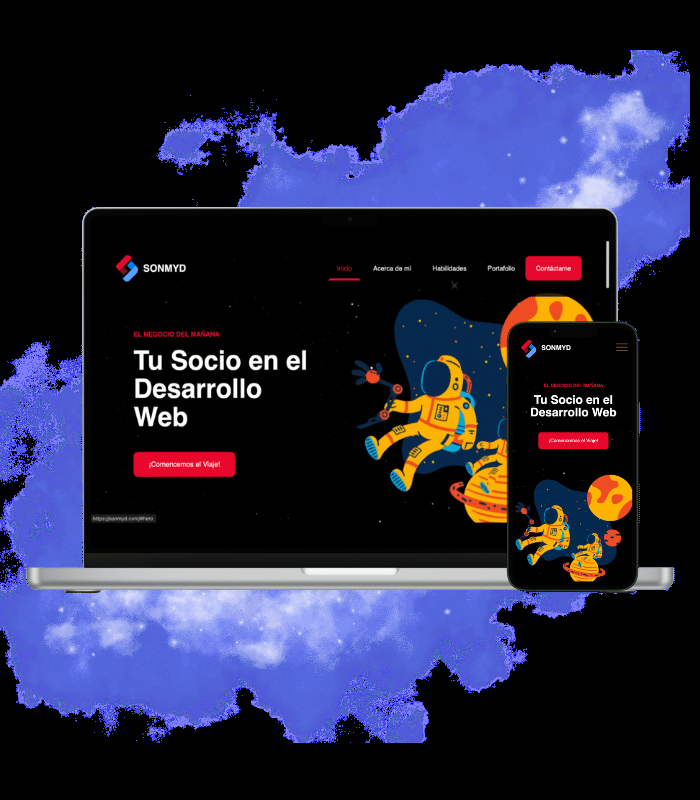 SONMYD
Inicio Acerca de mí Habilidades Portafolio Contáctame
EL NEGOCIO DEL MAÑANA
Tu Socio en el
Desarrollo
Web
¡Comencemos el Viaje!
https://sonmyd.com/#hero
SONMYD
EL NEGOCIO DEL MAÑANA
Tu Socio en el
Desarrollo Web
¡Comencemos el Viaje!